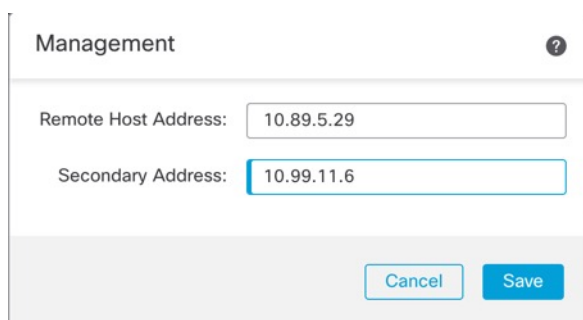 Management
?
Remote Host Address: 10.89.5.29
Secondary Address: 10.99.11.6
Cancel Save